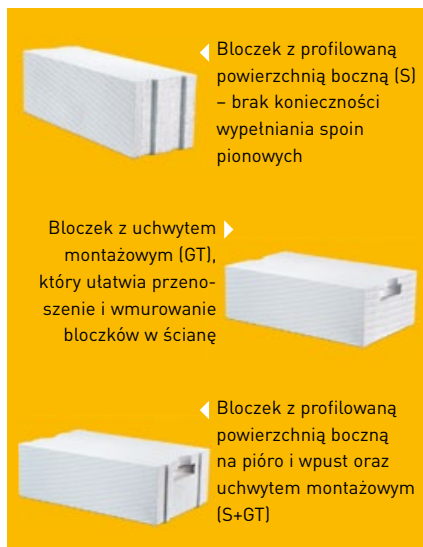 Bloczek z profilowaną
powierzchnią boczną (S)
– brak konieczności
wypełniania spoin
pionowych
Bloczek z uchwytem
montażowym (GT),
który ułatwia przeno-
szenie i wmurowanie
bloczków w ścianę
Bloczek z profilowaną
powierzchnią boczną
na pióro i wpust oraz
uchwytem montażowym
(S+GT)